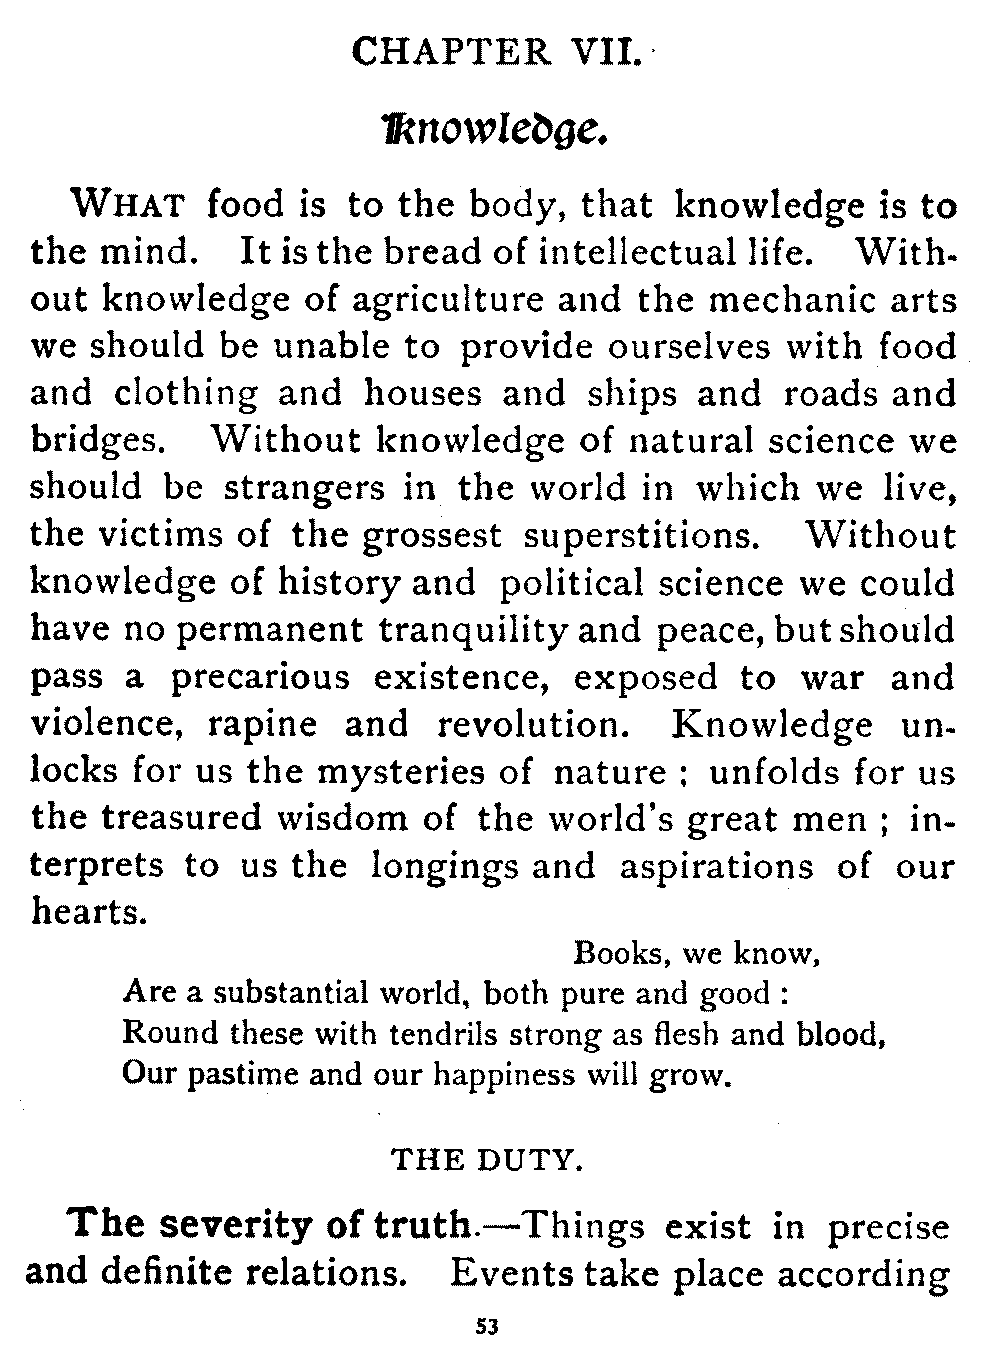 CHAPTER VII.
Knowledge.
WHAT food is to the body, that knowledge is to
the mind. It is the bread of intellectual life. With-
out knowledge of agriculture and the mechanic arts
we should be unable to provide ourselves with food
and clothing and houses and ships and roads and
bridges. Without knowledge of natural science we
should be strangers in the world in which we live,
the victims of the grossest superstitions. Without
knowledge of history and political science we could
have no permanent tranquility and peace, but should
pass a precarious existence, exposed to war and
violence, rapine and revolution. Knowledge un-
locks for us the mysteries of nature ; unfolds for us
the treasured wisdom of the world's great men ; in-
terprets to us the longings and aspirations of our
hearts.
Books, we know,
Are a substantial world, both pure and good :
Round these with tendrils strong as flesh and blood,
Our pastime and our happiness will grow.
THE DUTY.
The severity of truth.—Things exist in precise
and definite relations. Events take place according
53